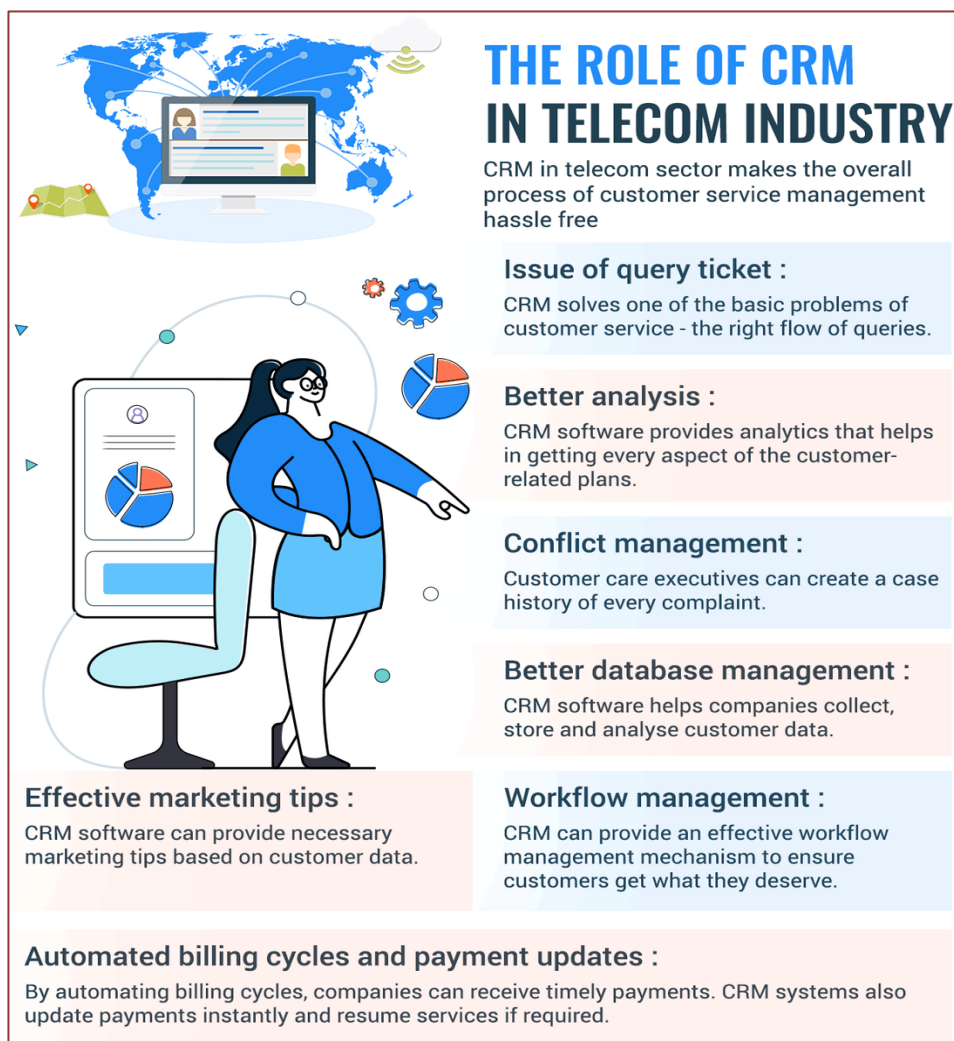 THE ROLE OF CRM
IN TELECOM INDUSTRY
CRM in telecom sector makes the overall
process of customer service management
hassle free
Issue of query ticket :
CRM solves one of the basic problems of
customer service - the right flow of queries.
Better analysis :
CRM software provides analytics that helps
in getting every aspect of the customer-
related plans.
Conflict management :
Customer care executives can create a case
history of every complaint.
Better database management :
CRM software helps companies collect,
store and analyse customer data.
Effective marketing tips :
CRM software can provide necessary
marketing tips based on customer data.
Workflow management :
CRM can provide an effective workflow
management mechanism to ensure
customers get what they deserve.
Automated billing cycles and payment updates :
By automating billing cycles, companies can receive timely payments. CRM systems also
update payments instantly and resume services if required.